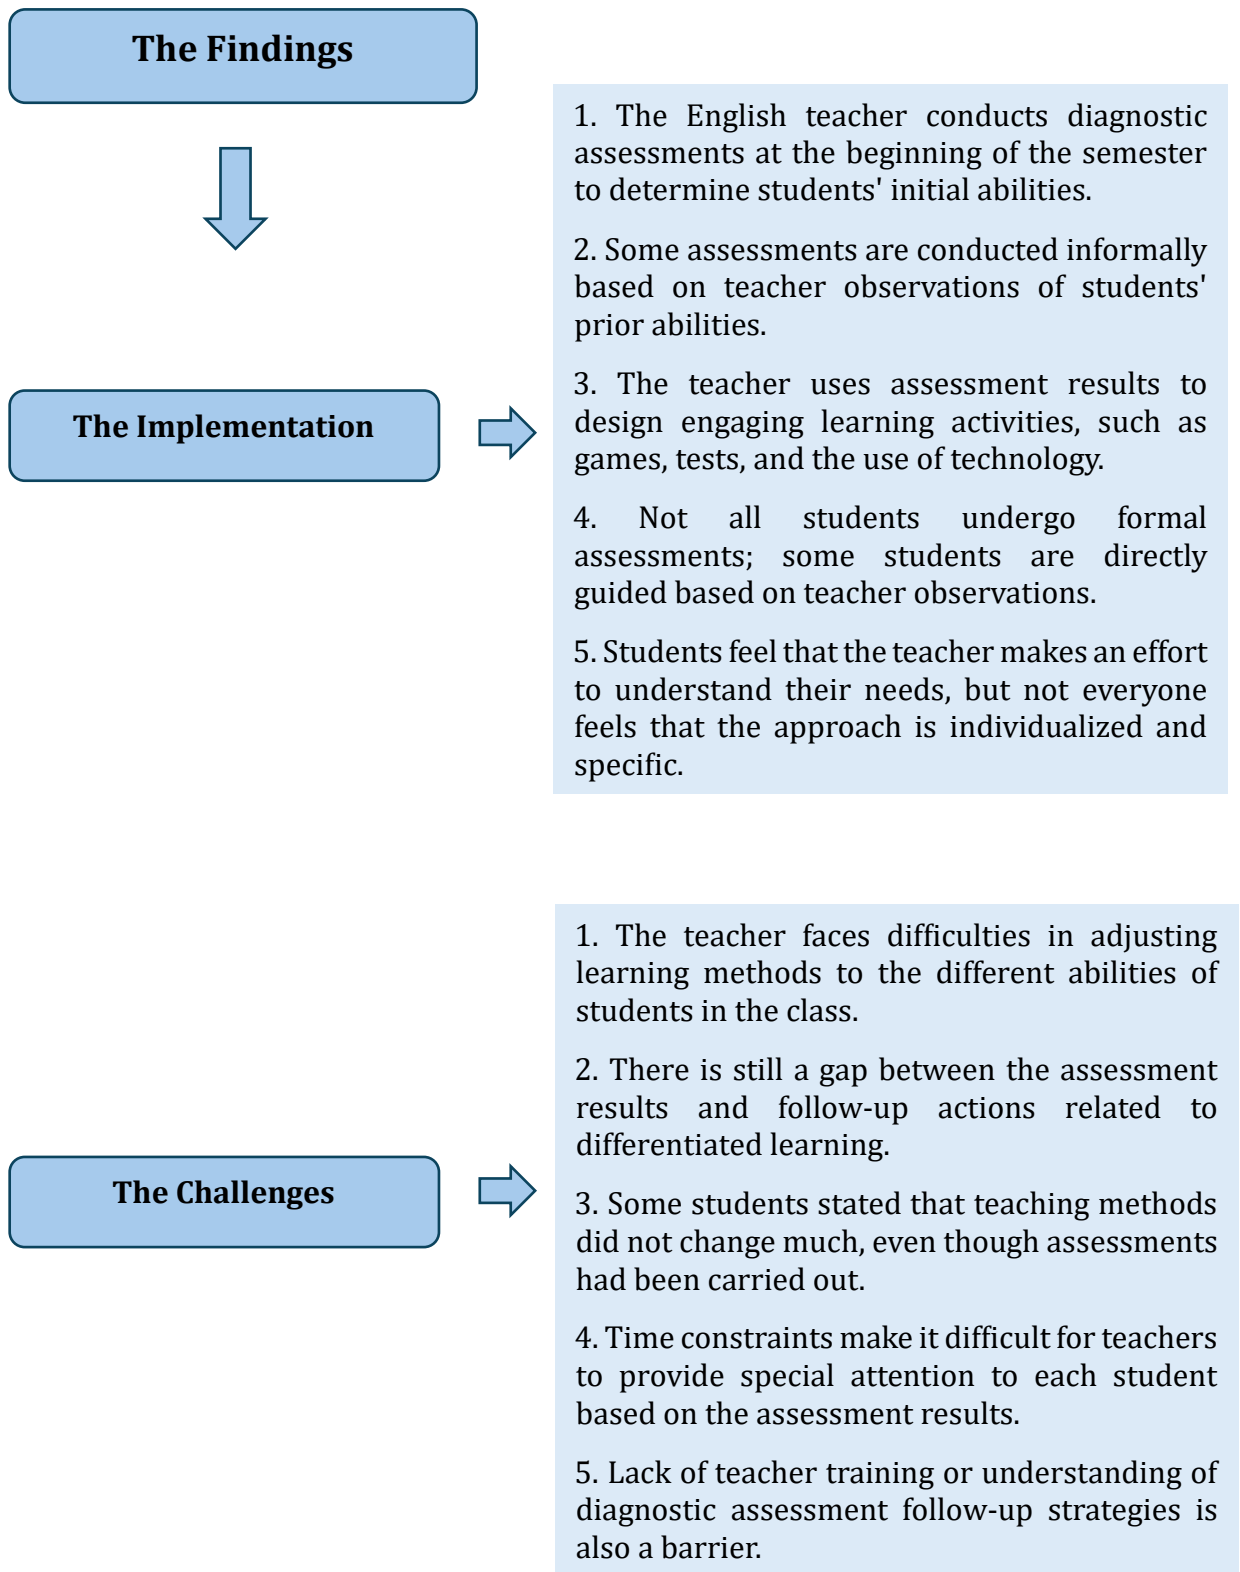 The Findings
1. The English teacher conducts diagnostic
assessments at the beginning of the semester
to determine students' initial abilities.
2. Some assessments are conducted informally
based on teacher observations of students'
prior abilities.
3. The teacher uses assessment results to
design engaging learning activities, such as
games, tests, and the use of technology.
4. Not all students undergo formal
assessments; some students are directly
guided based on teacher observations.
5. Students feel that the teacher makes an effort
to understand their needs, but not everyone
feels that the approach is individualized and
specific.
The Implementation
1. The teacher faces difficulties in adjusting
learning methods to the different abilities of
students in the class.
2. There is still a gap between the assessment
results and follow-up actions related to
differentiated learning.
3. Some students stated that teaching methods
did not change much, even though assessments
had been carried out.
4. Time constraints make it difficult for teachers
to provide special attention to each student
based on the assessment results.
5. Lack of teacher training or understanding of
diagnostic assessment follow-up strategies is
also a barrier.
The Challenges